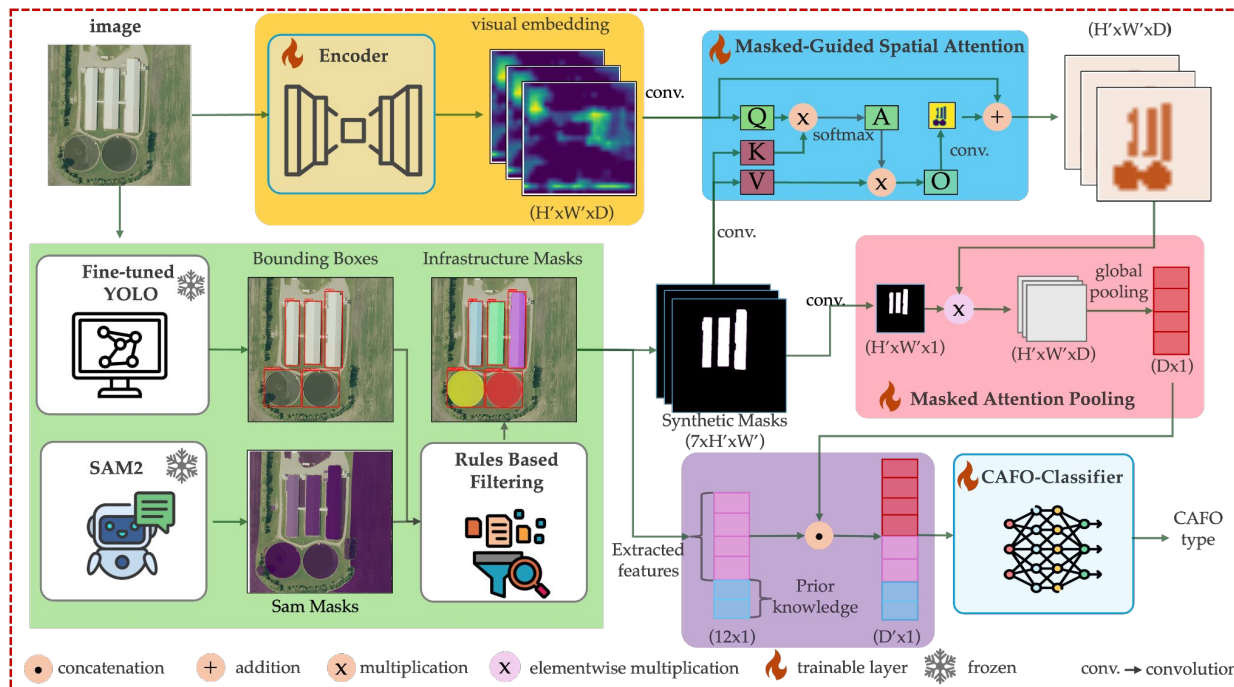 image
Encoder
visual embedding
(H'xW'xD)
conv.
Masked-Guided Spatial Attention
Q
x
A
softmax
K
V
x
O
conv.
+
(H'xW'xD)
conv.
Fine-tuned
YOLO
Bounding Boxes
Infrastructure Masks
SAM2
Sam Masks
Rules Based
Filtering
Synthetic Masks
(7xH'xW')
conv.
(H'xW'x1)
x
(H'xW'xD)
global
pooling
(Dx1)
Masked Attention Pooling
Extracted
features
Prior
knowledge
(12x1)
(D'x1)
CAFO-Classifier
CAFO
type
concatenation
+ addition
x multiplication
x elementwise multiplication
trainable layer
frozen
conv. → convolution